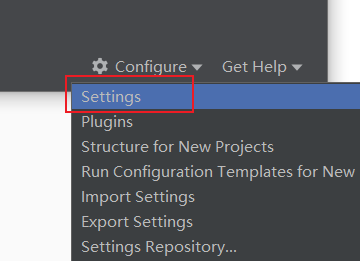 Configure Get Help
Settings
Plugins
Structure for New Projects
Run Configuration Templates for New
Import Settings
Export Settings
Settings Repository...